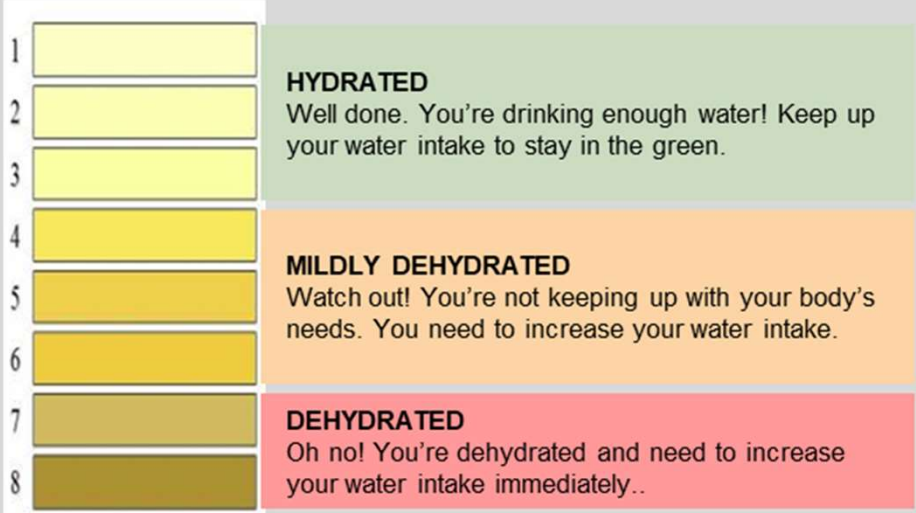 1
2
3
HYDRATED
Well done. You're drinking enough water! Keep up
your water intake to stay in the green.
4
5
6
MILDLY DEHYDRATED
Watch out! You're not keeping up with your body's
needs. You need to increase your water intake.
7
8
DEHYDRATED
Oh no! You're dehydrated and need to increase
your water intake immediately..